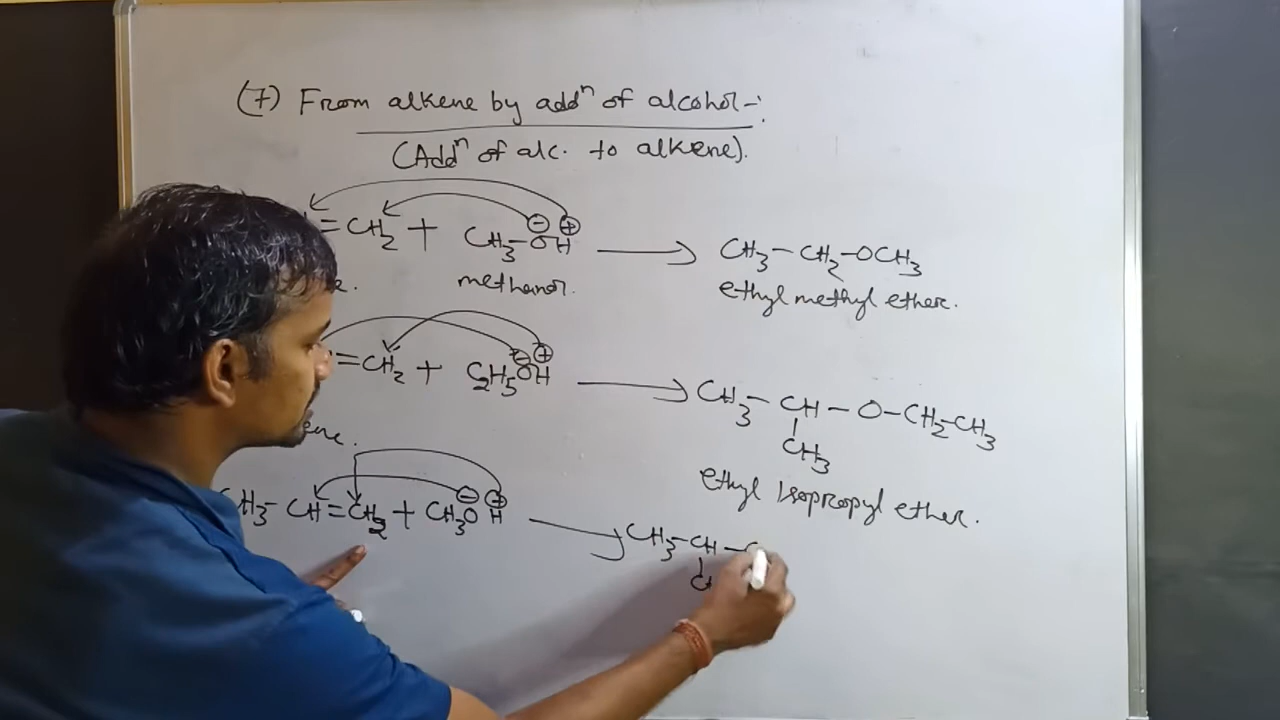 (7) From alkene by addⁿ of alcohol-:
(Addⁿ of alc. to alkene).
=CH₂ + CH₃-OH → CH₃-CH₂-OCH₃
methanol. ethyl methyl ether.
=CH₂ + C₂H₅OH → CH₃-CH-O-CH₂-CH₃
CH₃
ethyl Isopropyl ether.
CH₃-CH=CH₂ + CH₃O H → CH₃-CH-